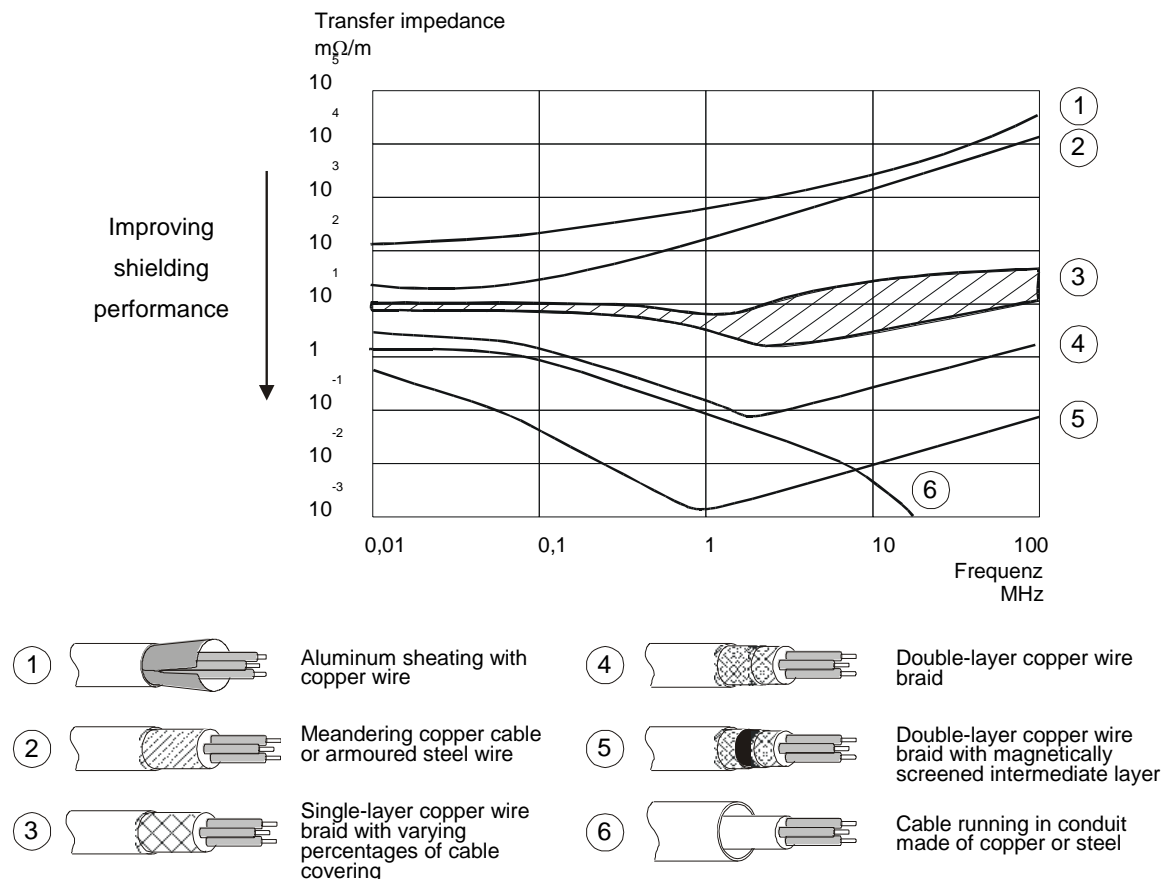 Transfer impedance
mΩ/m
10^5
10^4
10^3
10^2
10^1
10
1
10^-1
10^-2
10^-3
Improving
shielding
performance
1
2
3
4
5
6
0,01
0,1
1
10
100
Frequenz
MHz
1
Aluminum sheating with
copper wire
2
Meandering copper cable
or armoured steel wire
3
Single-layer copper wire
braid with varying
percentages of cable
covering
4
Double-layer copper wire
braid
5
Double-layer copper wire
braid with magnetically
screened intermediate layer
6
Cable running in conduit
made of copper or steel